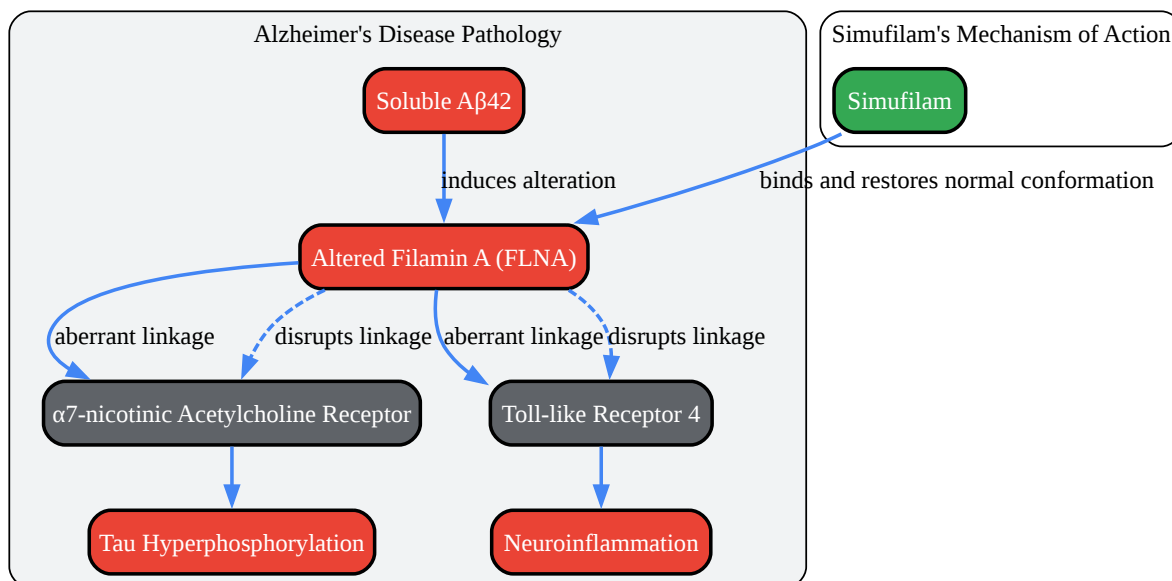 Alzheimer's Disease Pathology
Simufilam's Mechanism of Action
Soluble Aβ42
Simufilam
induces alteration
binds and restores normal conformation
Altered Filamin A (FLNA)
aberrant linkage
disrupts linkage
aberrant linkage
disrupts linkage
α7-nicotinic Acetylcholine Receptor
Toll-like Receptor 4
Tau Hyperphosphorylation
Neuroinflammation